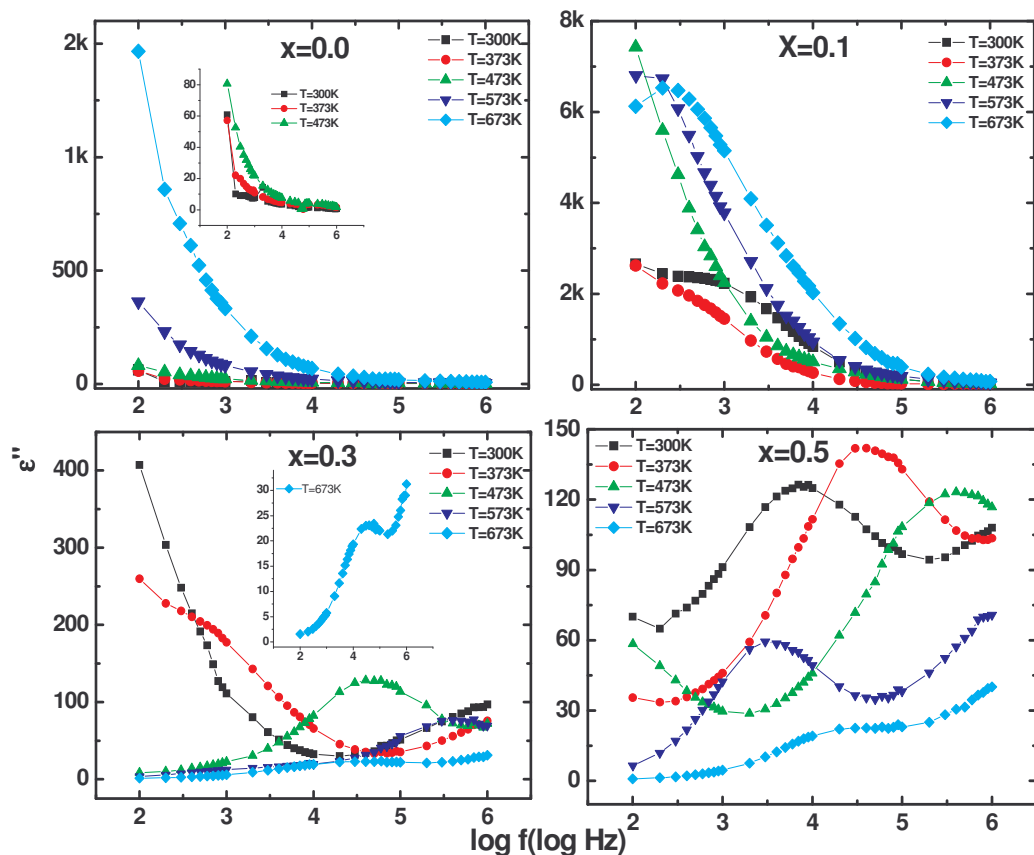 x=0.0
T=300K
T=373K
T=473K
T=573K
T=673K
2k
1k
500
0
2 3 4 5 6
T=300K
T=373K
T=473K
80
60
40
20
0
2 4 6
X=0.1
T=300K
T=373K
T=473K
T=573K
T=673K
8k
6k
4k
2k
0
2 3 4 5 6
x=0.3
T=300K
T=373K
T=473K
T=573K
T=673K
ε"
400
300
200
100
0
2 3 4 5 6
T=673K
30
25
20
15
10
5
0
2 4 6
x=0.5
T=300K
T=373K
T=473K
T=573K
T=673K
150
120
90
60
30
0
2 3 4 5 6
log f(log Hz)